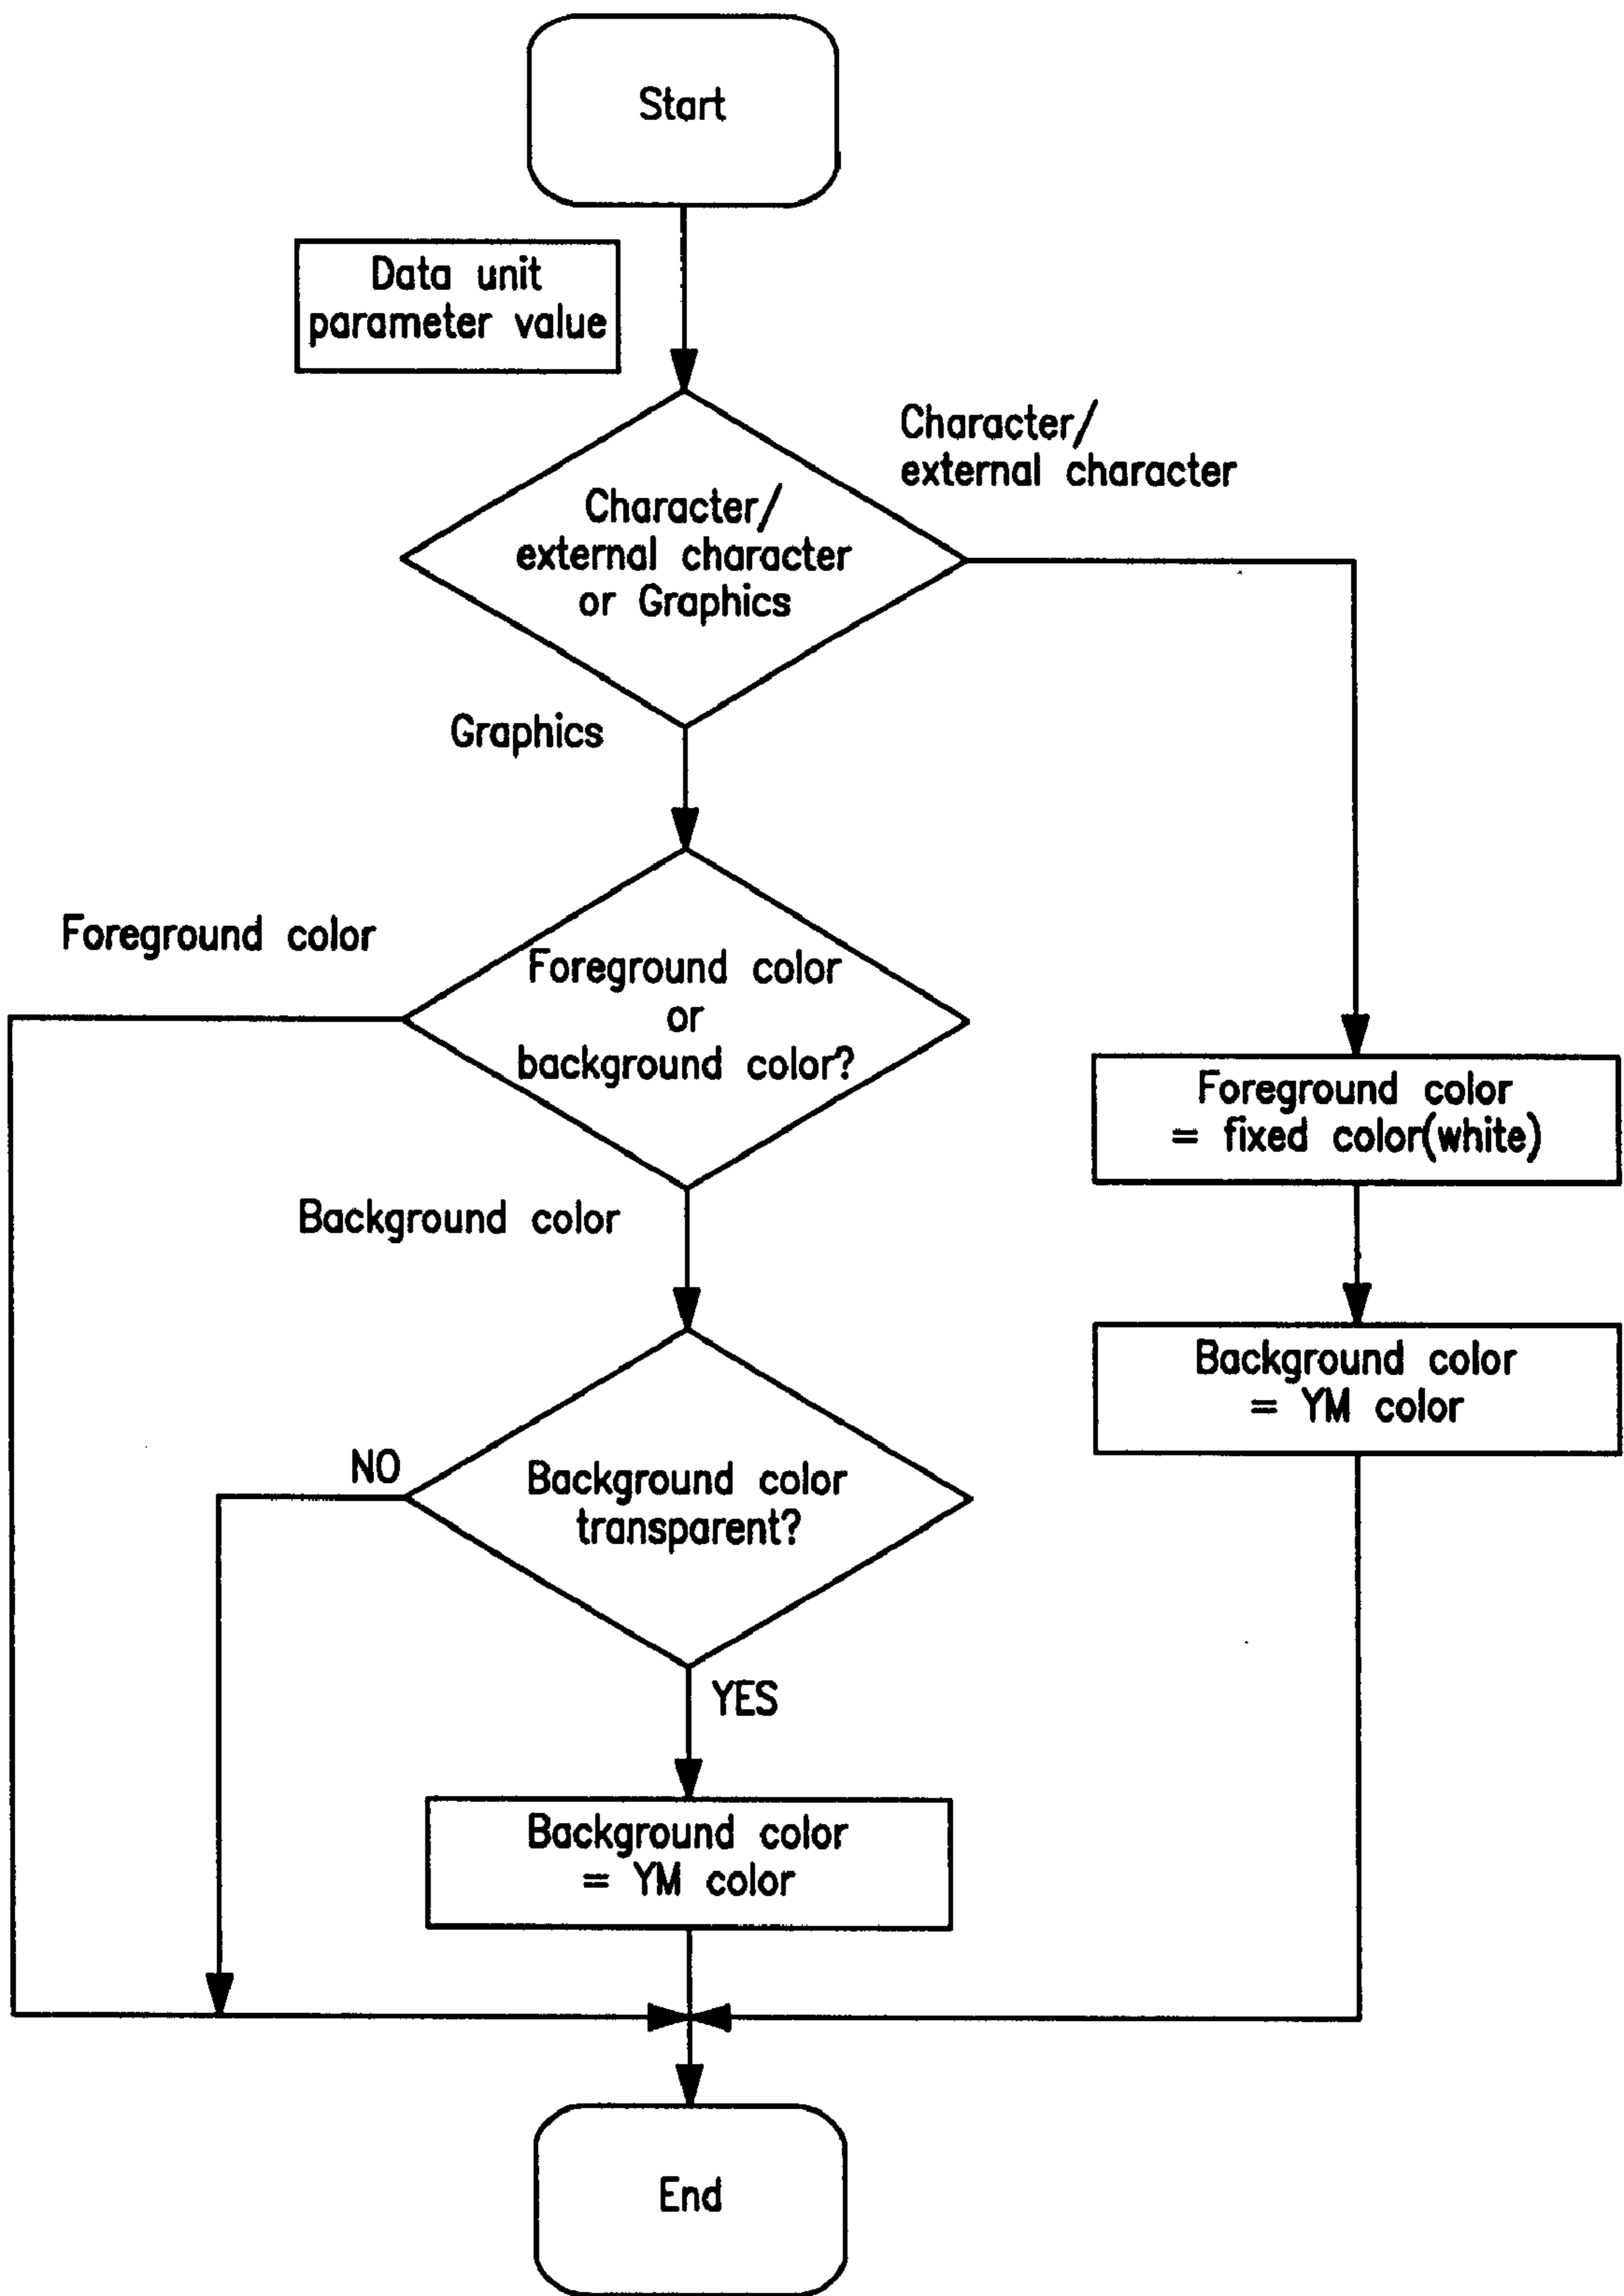 Start
Data unit
parameter value
Character/
external character
Character/
external character
or Graphics
Graphics
Foreground color
Foreground color
or
background color?
Foreground color
= fixed color(white)
Background color
Background color
= YM color
NO
Background color
transparent?
YES
Background color
= YM color
End